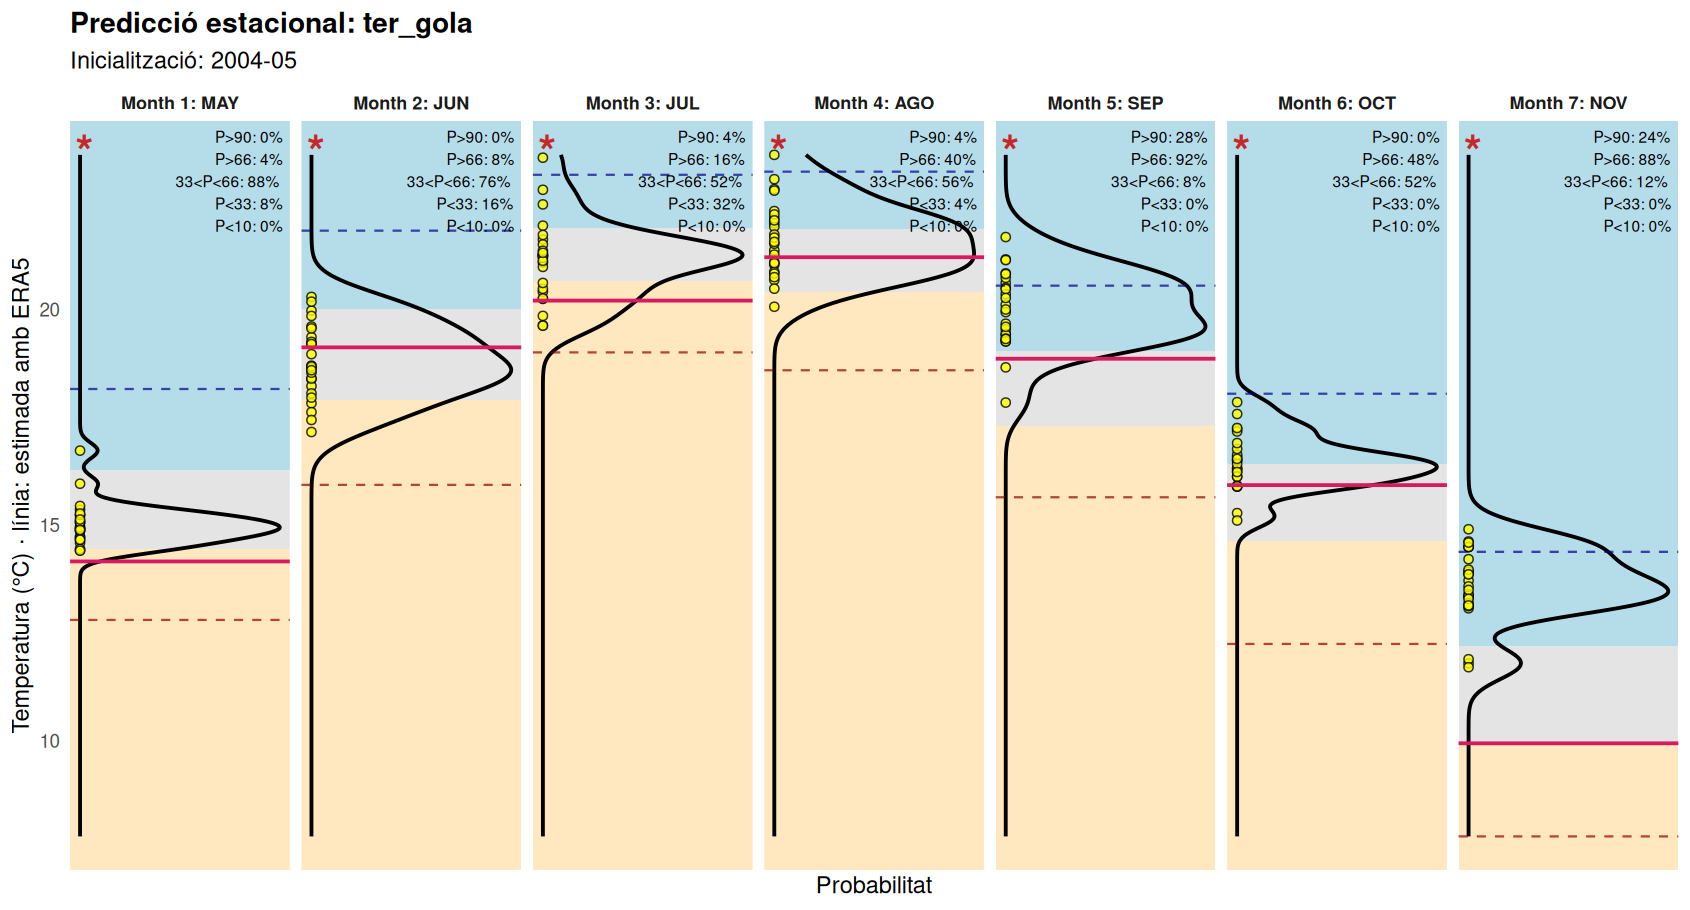 Predicció estacional: ter_gola
Inicialització: 2004-05
Month 1: MAY
Month 2: JUN
Month 3: JUL
Month 4: AGO
Month 5: SEP
Month 6: OCT
Month 7: NOV
*
P>90: 0%
P>66: 4%
33<P<66: 88%
P<33: 8%
P<10: 0%
*
P>90: 0%
P>66: 8%
33<P<66: 76%
P<33: 16%
P<10: 0%
*
P>90: 4%
P>66: 16%
33<P<66: 52%
P<33: 32%
P<10: 0%
*
P>90: 4%
P>66: 40%
33<P<66: 56%
P<33: 4%
P<10: 0%
*
P>90: 28%
P>66: 92%
33<P<66: 8%
P<33: 0%
P<10: 0%
*
P>90: 0%
P>66: 48%
33<P<66: 52%
P<33: 0%
P<10: 0%
*
P>90: 24%
P>66: 88%
33<P<66: 12%
P<33: 0%
P<10: 0%
Temperatura (°C) · línia: estimada amb ERA5
20
15
10
Probabilitat